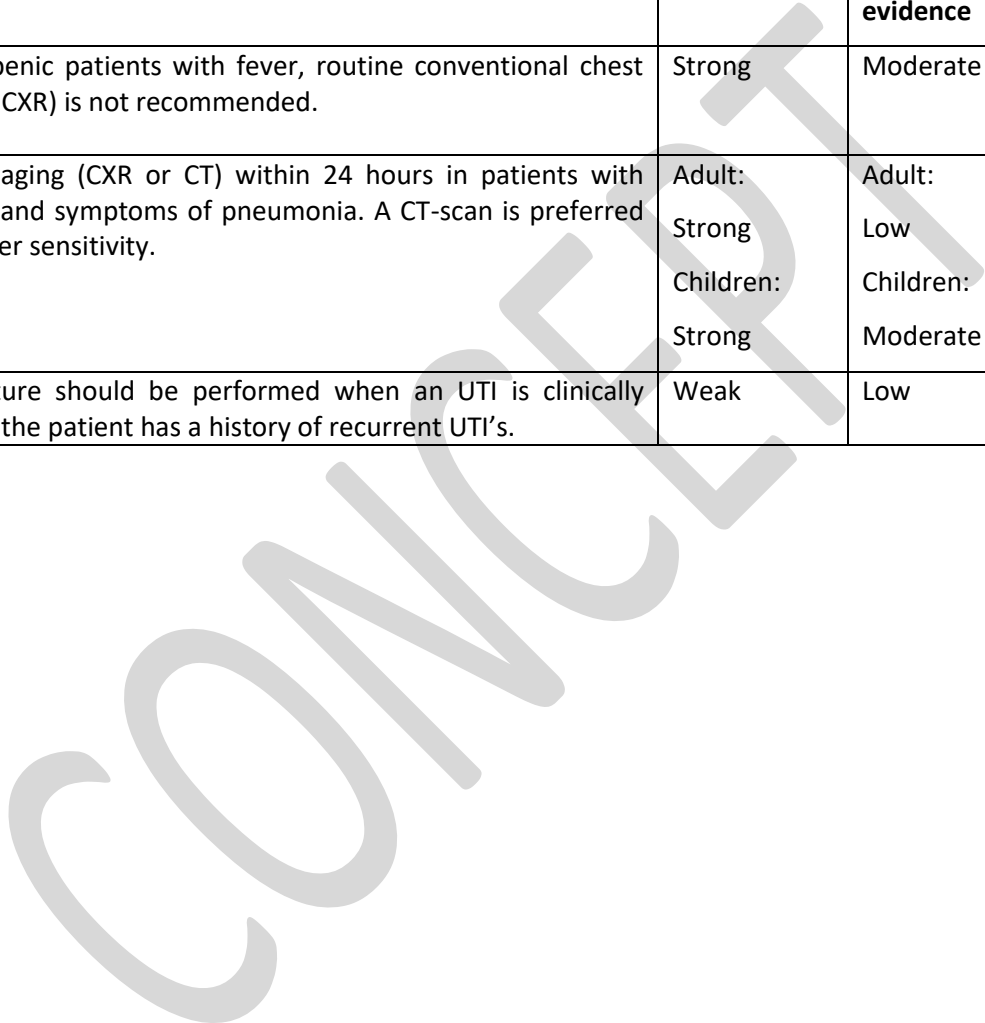 evidence
penic patients with fever, routine conventional chest Strong Moderate
CXR) is not recommended.
aging (CXR or CT) within 24 hours in patients with Adult: Adult:
and symptoms of pneumonia. A CT-scan is preferred
Strong Low
er sensitivity.
Children: Children:
Strong Moderate
ture should be performed when an UTI is clinically Weak Low
the patient has a history of recurrent UTI’s.
CONCEPT